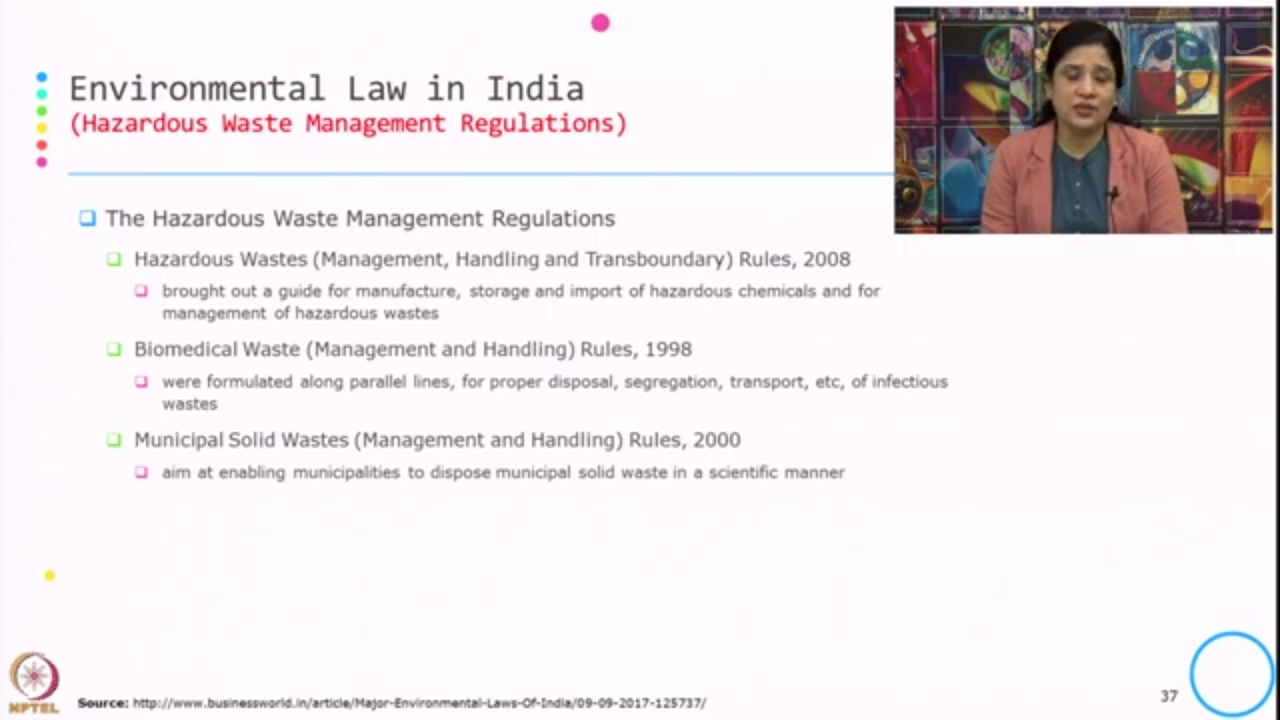 Environmental Law in India
(Hazardous Waste Management Regulations)
The Hazardous Waste Management Regulations
Hazardous Wastes (Management, Handling and Transboundary) Rules, 2008
brought out a guide for manufacture, storage and import of hazardous chemicals and for
management of hazardous wastes
Biomedical Waste (Management and Handling) Rules, 1998
were formulated along parallel lines, for proper disposal, segregation, transport, etc, of infectious
wastes
Municipal Solid Wastes (Management and Handling) Rules, 2000
aim at enabling municipalities to dispose municipal solid waste in a scientific manner
NPTEL
Source: http://www.businessworld.in/article/Major-Environmental-Laws-Of-India/09-09-2017-125737/
37